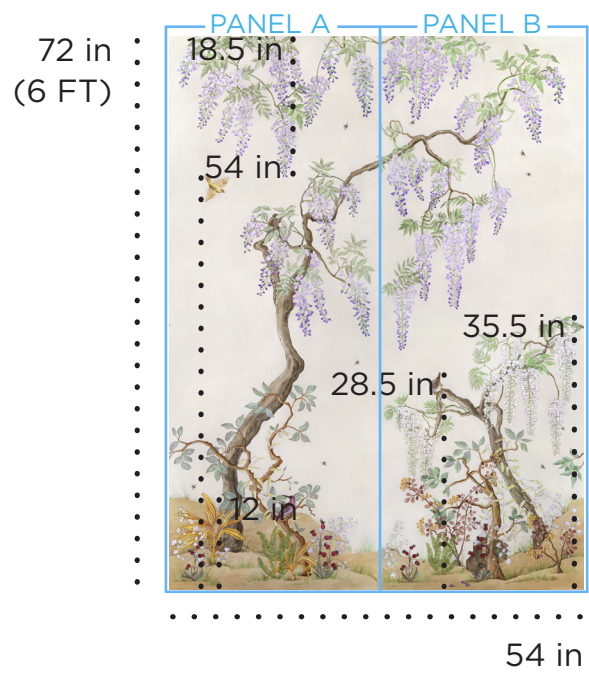 PANEL A
PANEL B
72 in
(6 FT)
18.5 in
54 in
35.5 in
28.5 in
12 in
54 in